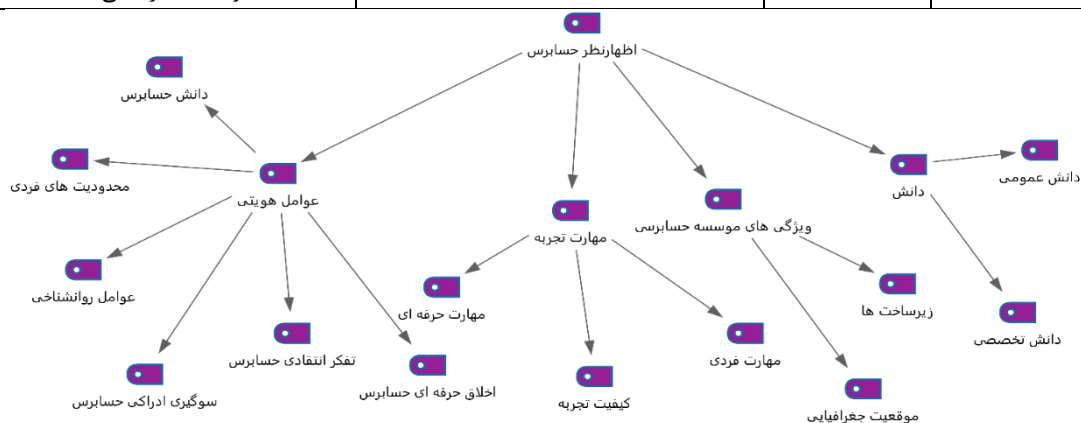 اظهارنظر حسابرس
دانش حسابرس
محدودیت های فردی
عوامل هویتی
عوامل روانشناخی
سوگیری ادراکی حسابرس
تفکر انتقادی حسابرس
اخلاق حرفه ای حسابرس
مهارت تجربه
مهارت حرفه ای
کیفیت تجربه
مهارت فردی
ویژگی های موسسه حسابرسی
زیرساخت ها
موقعیت جغرافیایی
دانش
دانش عمومی
دانش تخصصی